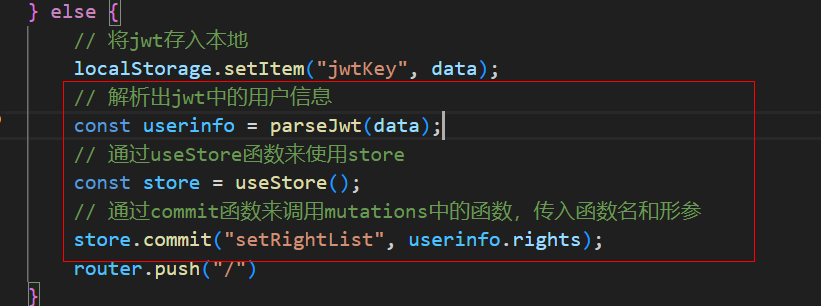 } else {
// 将jwt存入本地
localStorage.setItem("jwtKey", data);
// 解析出jwt中的用户信息
const userinfo = parseJwt(data);
// 通过useStore函数来使用store
const store = useStore();
// 通过commit函数来调用mutations中的函数，传入函数名和形参
store.commit("setRightList", userinfo.rights);
router.push("/")
}